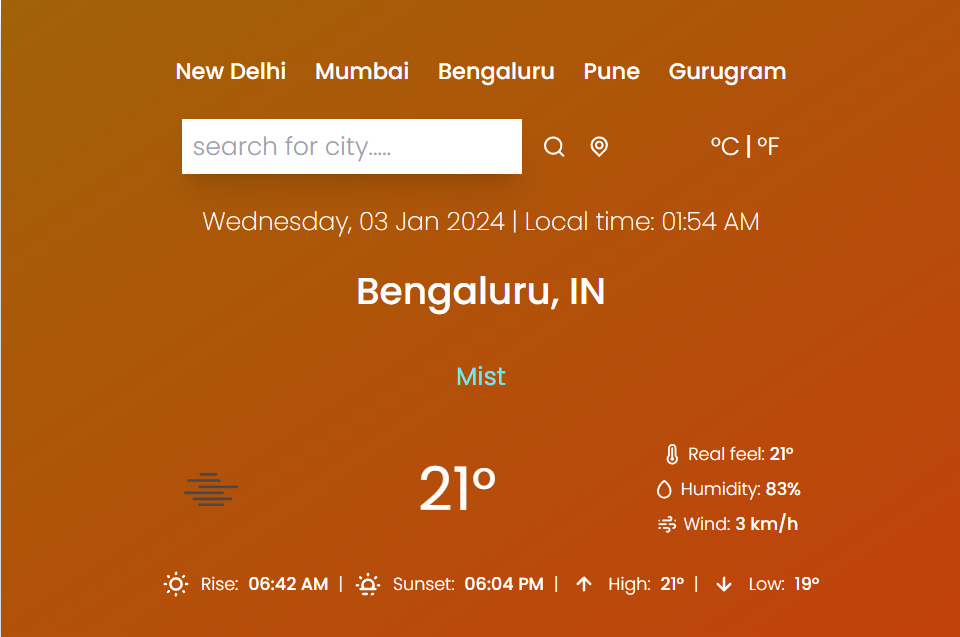 New Delhi Mumbai Bengaluru Pune Gurugram
search for city.....
°C | °F
Wednesday, 03 Jan 2024 | Local time: 01:54 AM
Bengaluru, IN
Mist
21°
Real feel: 21°
Humidity: 83%
Wind: 3 km/h
Rise: 06:42 AM | Sunset: 06:04 PM | High: 21° | Low: 19°